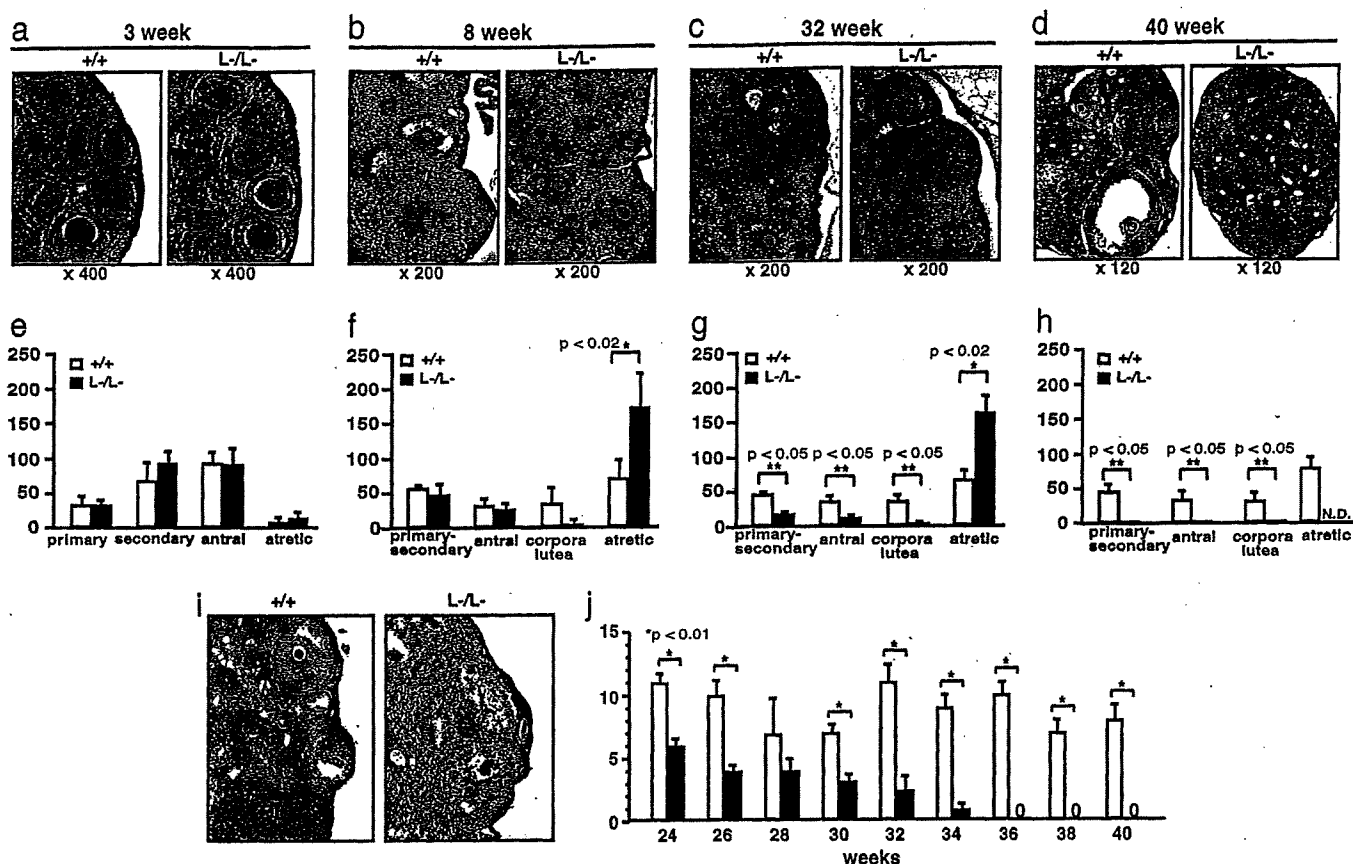 a 3 week
+/+ L-/L-
x 400 x 400
b 8 week
+/+ L-/L-
x 200 x 200
c 32 week
+/+ L-/L-
x 200 x 200
d 40 week
+/+ L-/L-
x 120 x 120
e
250
200
150
100
50
0
+/+
L-/L-
primary secondary antral atretic
f
250
200
150
100
50
0
+/+
L-/L-
p < 0.02 *
primary-secondary antral corpora lutea atretic
g
250
200
150
100
50
0
+/+
L-/L-
p < 0.02
*
p < 0.05 p < 0.05 p < 0.05
** ** **
primary-secondary antral corpora lutea atretic
h
250
200
150
100
50
0
+/+
L-/L-
p < 0.05 p < 0.05 p < 0.05
** ** **
N.D.
primary-secondary antral corpora lutea atretic
i
+/+ L-/L-
j
15
10
5
0
*p < 0.01
* * * * * * * *
0 0 0
24 26 28 30 32 34 36 38 40
weeks